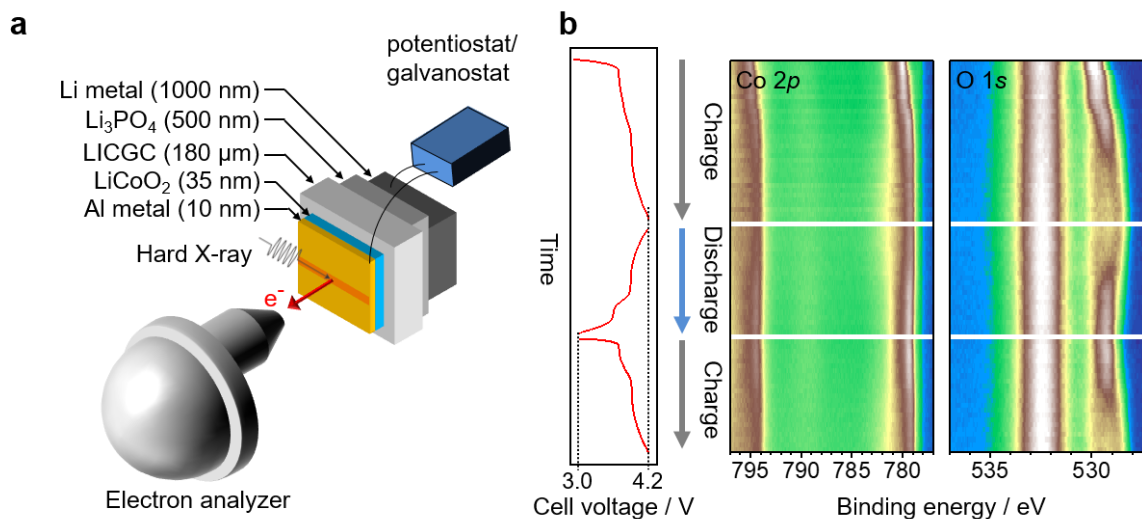 a
potentiostat/
galvanostat
Li metal (1000 nm)
Li₃PO₄ (500 nm)
LICGC (180 µm)
LiCoO₂ (35 nm)
Al metal (10 nm)
Hard X-ray
e⁻
Electron analyzer
b
Time
3.0 4.2
Cell voltage / V
Charge
Discharge
Charge
Co 2p
O 1s
795 790 785 780
535 530
Binding energy / eV